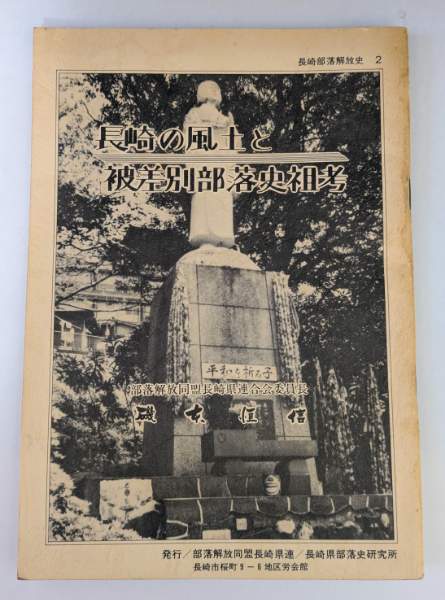 長崎部落解放史 2
長崎の風土と
被差別部落史祖考
平和を祈る子
部落解放同盟長崎県連合会委員長
磯本恒信
発行/部落解放同盟長崎県連/長崎県部落史研究所
長崎市桜町9-6地区労会館